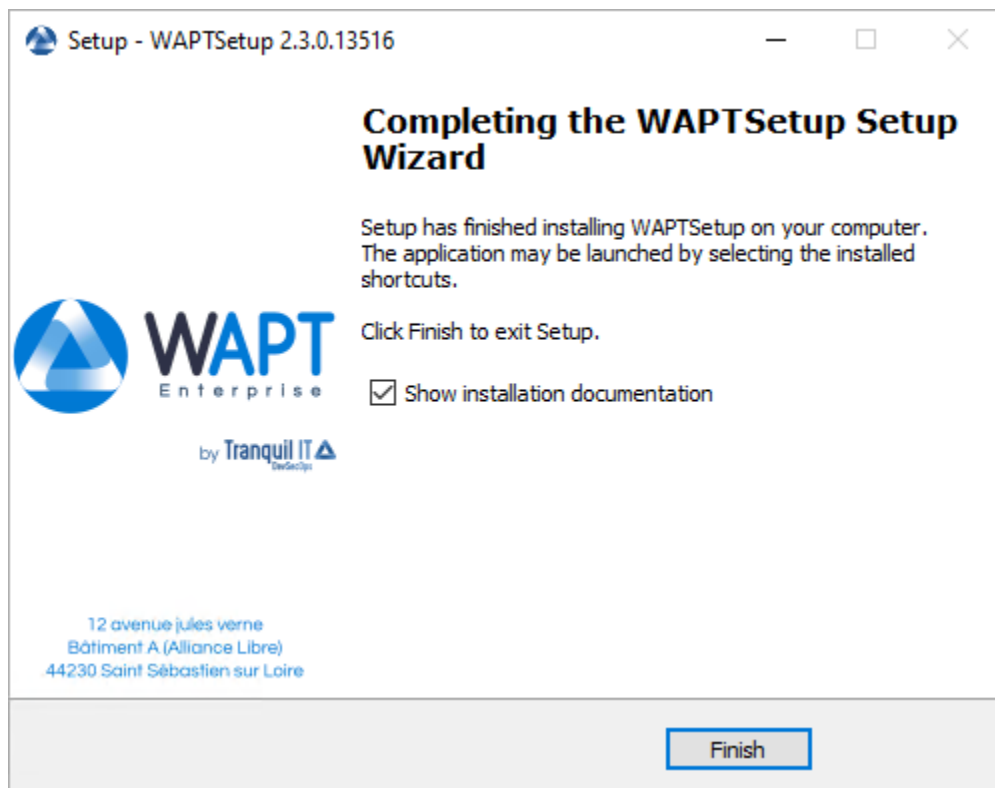 Setup - WAPTSetup 2.3.0.13516
Completing the WAPTSetup Setup
Wizard
Setup has finished installing WAPTSetup on your computer.
The application may be launched by selecting the installed
shortcuts.
Click Finish to exit Setup.
Show installation documentation
WAPT
Enterprise
by Tranquil IT
DevSecOps
12 avenue jules verne
Bâtiment A (Alliance Libre)
44230 Saint Sébastien sur Loire
Finish